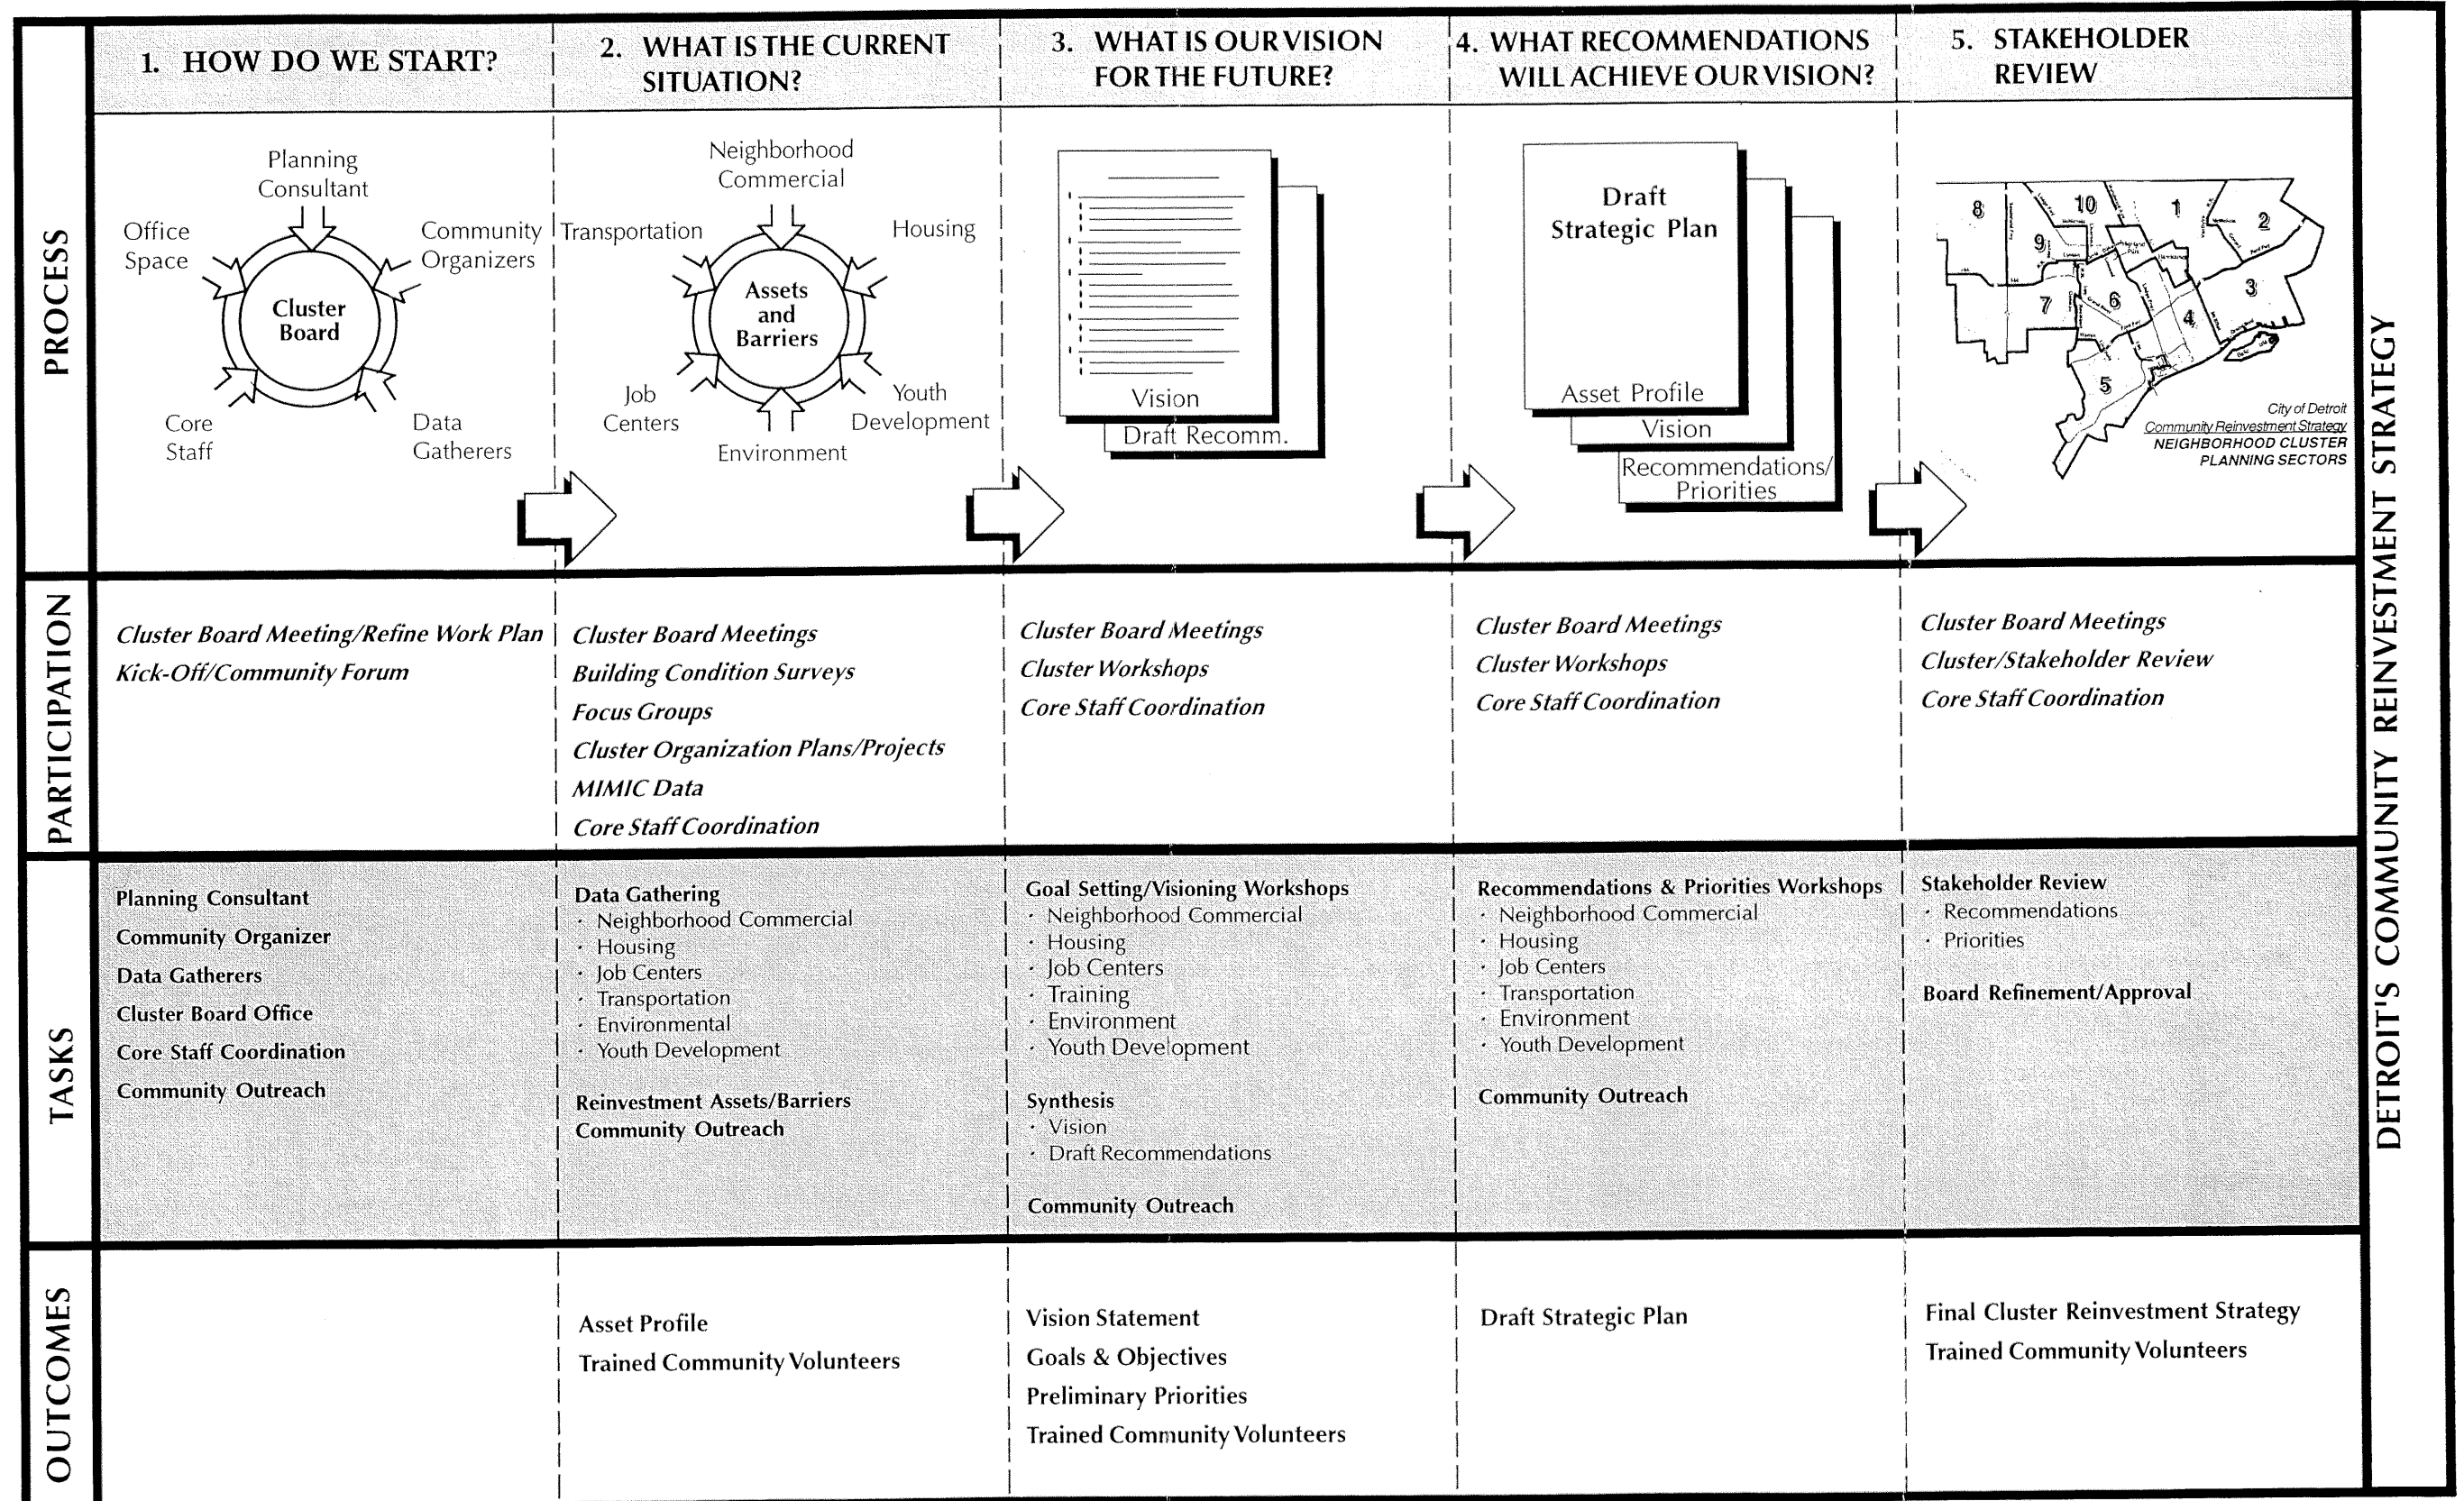 1. HOW DO WE START?
2. WHAT IS THE CURRENT
SITUATION?
3. WHAT IS OUR VISION
FOR THE FUTURE?
4. WHAT RECOMMENDATIONS
WILL ACHIEVE OUR VISION?
5. STAKEHOLDER
REVIEW
PROCESS
Planning
Consultant
Office
Space
Community
Organizers
Cluster
Board
Core
Staff
Data
Gatherers
Neighborhood
Commercial
Transportation
Housing
Assets
and
Barriers
Job
Centers
Youth
Development
Environment
Vision
Draft Recomm.
Draft
Strategic Plan
Asset Profile
Vision
Recommendations/
Priorities
8
10
1
2
9
7
6
3
4
5
City of Detroit
Community Reinvestment Strategy
NEIGHBORHOOD CLUSTER
PLANNING SECTORS
PARTICIPATION
Cluster Board Meeting/Refine Work Plan
Kick-Off/Community Forum
Cluster Board Meetings
Building Condition Surveys
Focus Groups
Cluster Organization Plans/Projects
MIMIC Data
Core Staff Coordination
Cluster Board Meetings
Cluster Workshops
Core Staff Coordination
Cluster Board Meetings
Cluster Workshops
Core Staff Coordination
Cluster Board Meetings
Cluster/Stakeholder Review
Core Staff Coordination
TASKS
Planning Consultant
Community Organizer
Data Gatherers
Cluster Board Office
Core Staff Coordination
Community Outreach
Data Gathering
· Neighborhood Commercial
· Housing
· Job Centers
· Transportation
· Environmental
· Youth Development
Reinvestment Assets/Barriers
Community Outreach
Goal Setting/Visioning Workshops
· Neighborhood Commercial
· Housing
· Job Centers
· Training
· Environment
· Youth Development
Synthesis
· Vision
· Draft Recommendations
Community Outreach
Recommendations & Priorities Workshops
· Neighborhood Commercial
· Housing
· Job Centers
· Transportation
· Environment
· Youth Development
Community Outreach
Stakeholder Review
· Recommendations
· Priorities
Board Refinement/Approval
OUTCOMES
Asset Profile
Trained Community Volunteers
Vision Statement
Goals & Objectives
Preliminary Priorities
Trained Community Volunteers
Draft Strategic Plan
Final Cluster Reinvestment Strategy
Trained Community Volunteers
DETROIT'S COMMUNITY REINVESTMENT STRATEGY